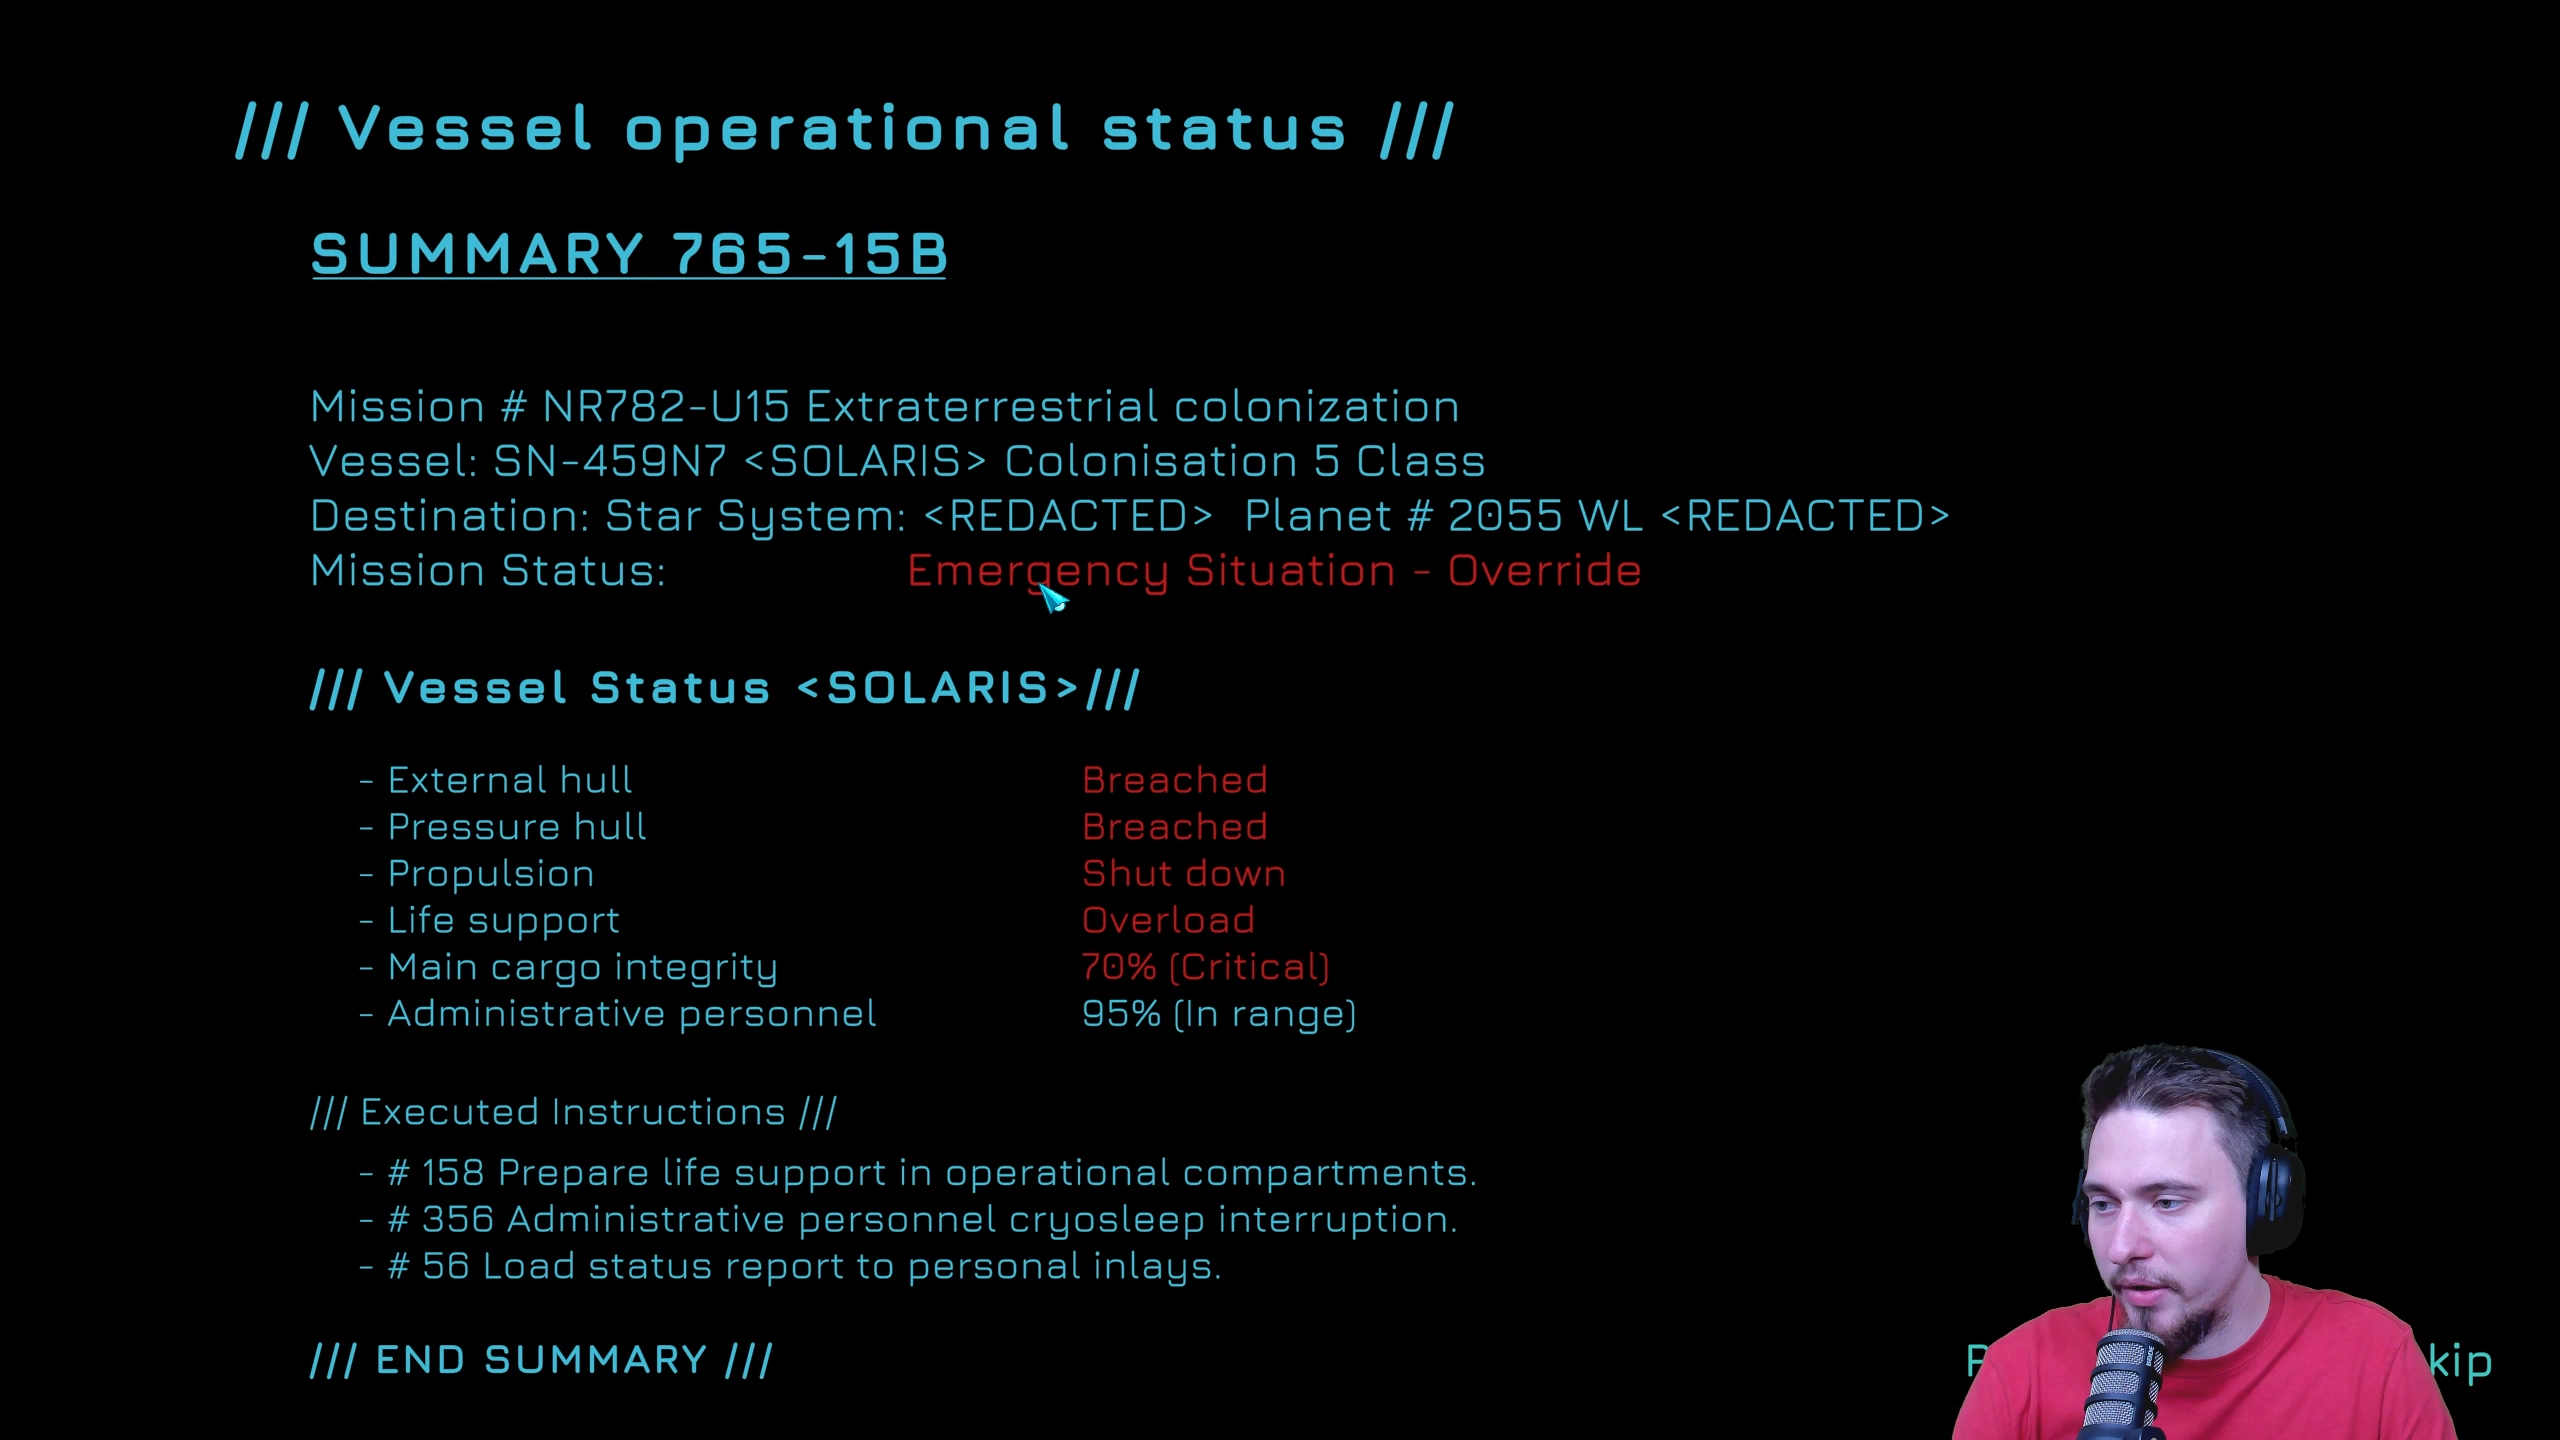 /// Vessel operational status ///
SUMMARY 765-15B
Mission # NR782-U15 Extraterrestrial colonization
Vessel: SN-459N7 <SOLARIS> Colonisation 5 Class
Destination: Star System: <REDACTED> Planet # 2055 WL <REDACTED>
Mission Status: Emergency Situation - Override
/// Vessel Status <SOLARIS>///
- External hull Breached
- Pressure hull Breached
- Propulsion Shut down
- Life support Overload
- Main cargo integrity 70% (Critical)
- Administrative personnel 95% (In range)
/// Executed Instructions ///
- # 158 Prepare life support in operational compartments.
- # 356 Administrative personnel cryosleep interruption.
- # 56 Load status report to personal inlays.
/// END SUMMARY ///